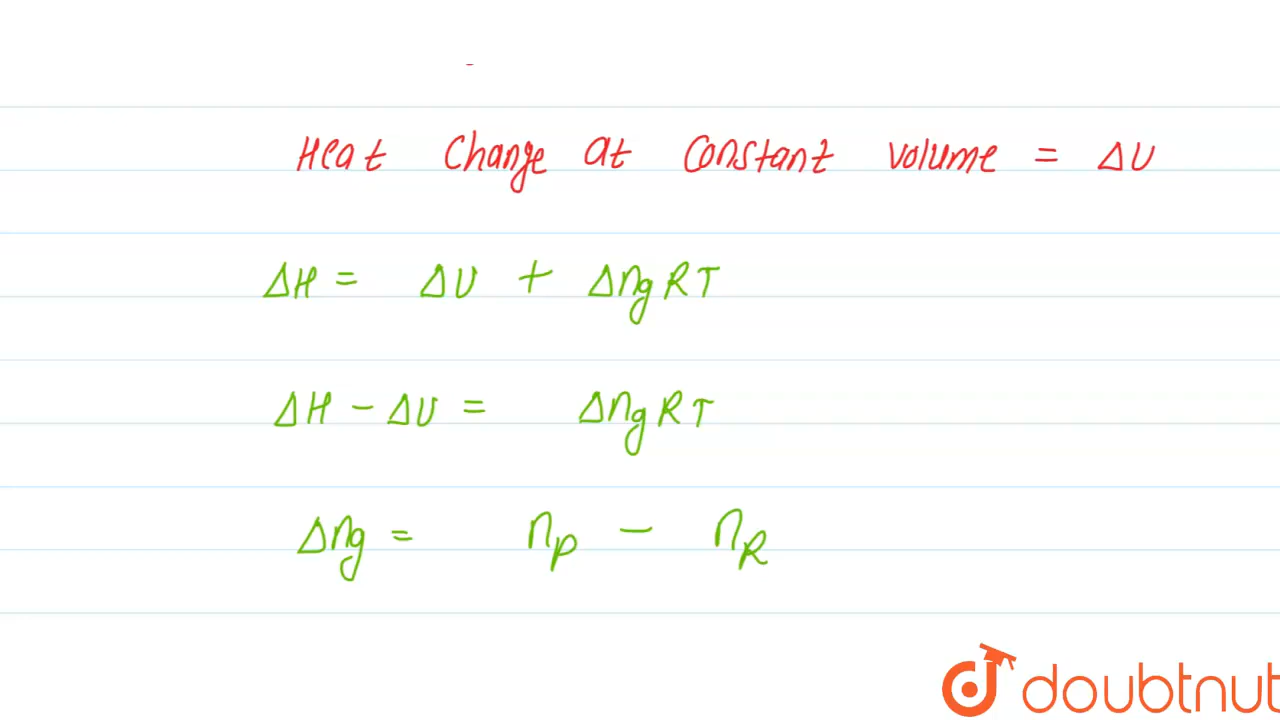 Heat Change at Constant Volume = ΔU
ΔH = ΔU + ΔngRT
ΔH - ΔU = ΔngRT
Δng = nP - nR
doubtnut